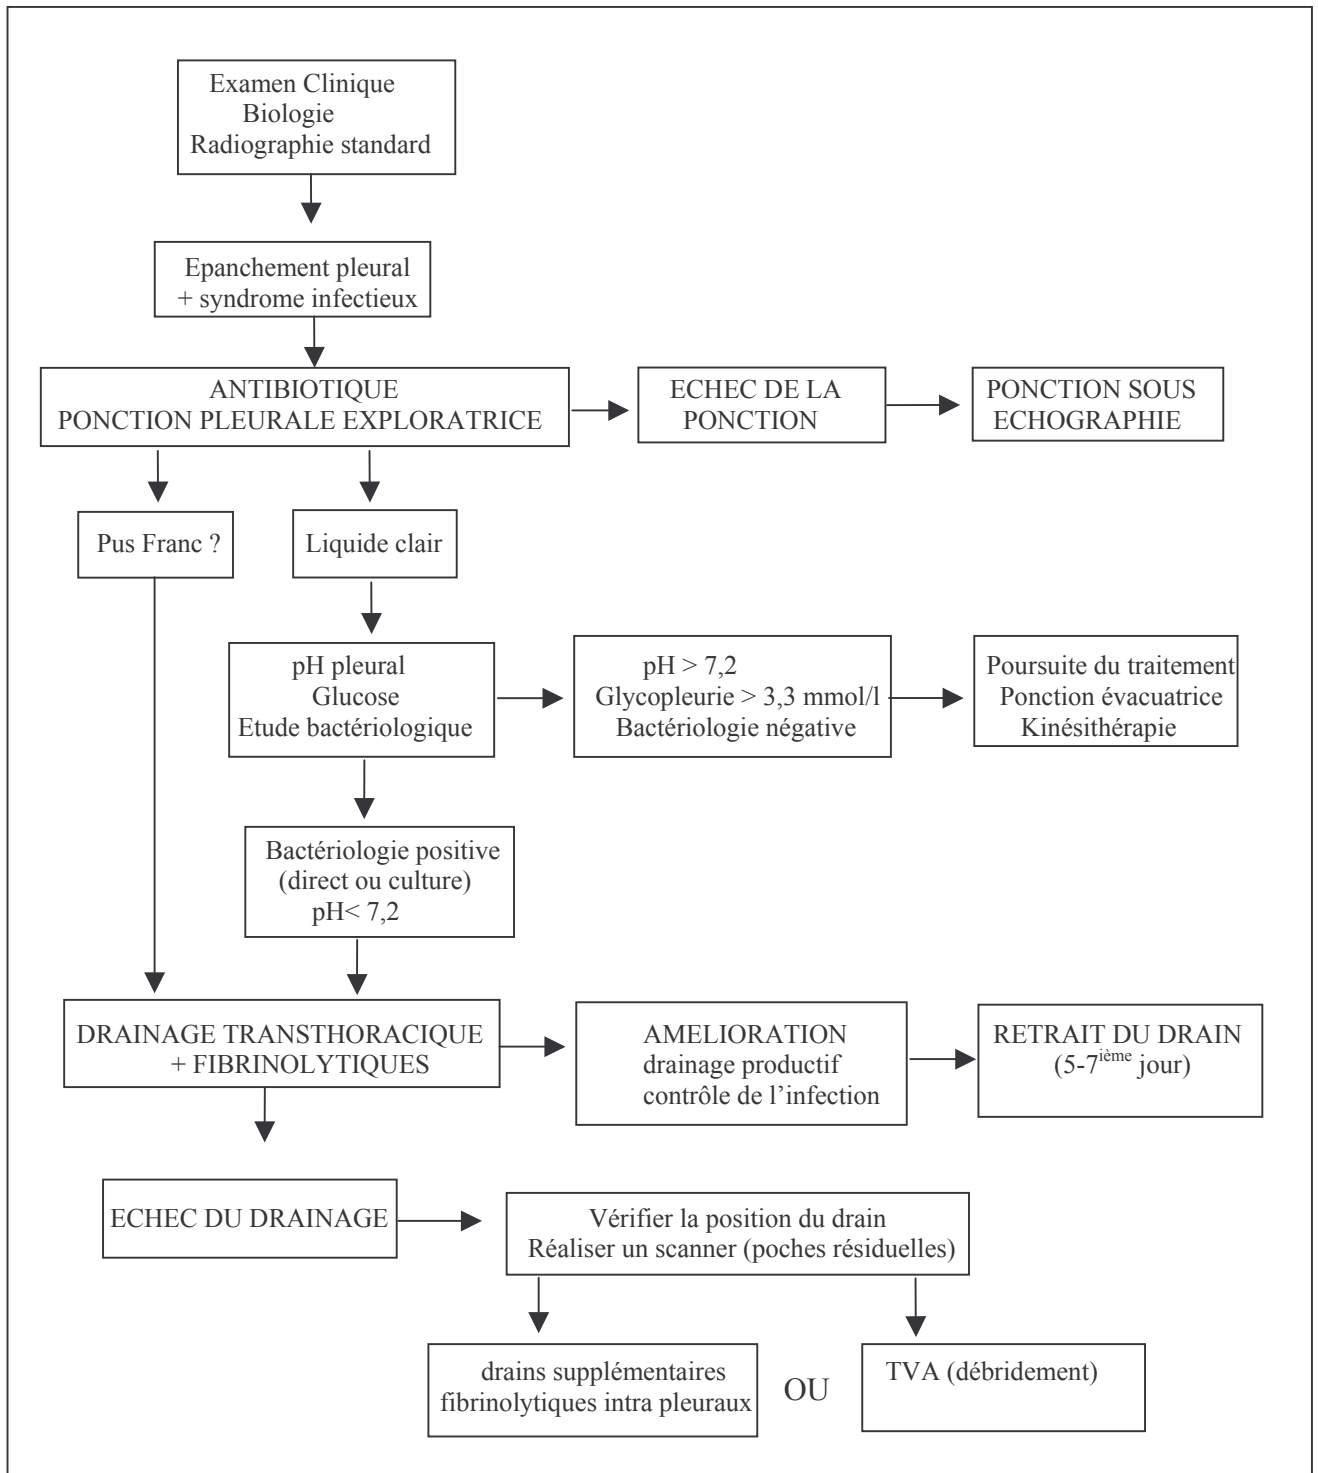 Examen Clinique
Biologie
Radiographie standard
Epanchement pleural
+ syndrome infectieux
ANTIBIOTIQUE
PONCTION PLEURALE EXPLORATRICE
ECHEC DE LA
PONCTION
PONCTION SOUS
ECHOGRAPHIE
Pus Franc ?
Liquide clair
pH pleural
Glucose
Etude bactériologique
pH > 7,2
Glycopleurie > 3,3 mmol/l
Bactériologie négative
Poursuite du traitement
Ponction évacuatrice
Kinésithérapie
Bactériologie positive
(direct ou culture)
pH< 7,2
DRAINAGE TRANSTHORACIQUE
+ FIBRINOLYTIQUES
AMELIORATION
drainage productif
contrôle de l’infection
RETRAIT DU DRAIN
(5-7ième jour)
ECHEC DU DRAINAGE
Vérifier la position du drain
Réaliser un scanner (poches résiduelles)
drains supplémentaires
fibrinolytiques intra pleuraux
OU
TVA (débridement)